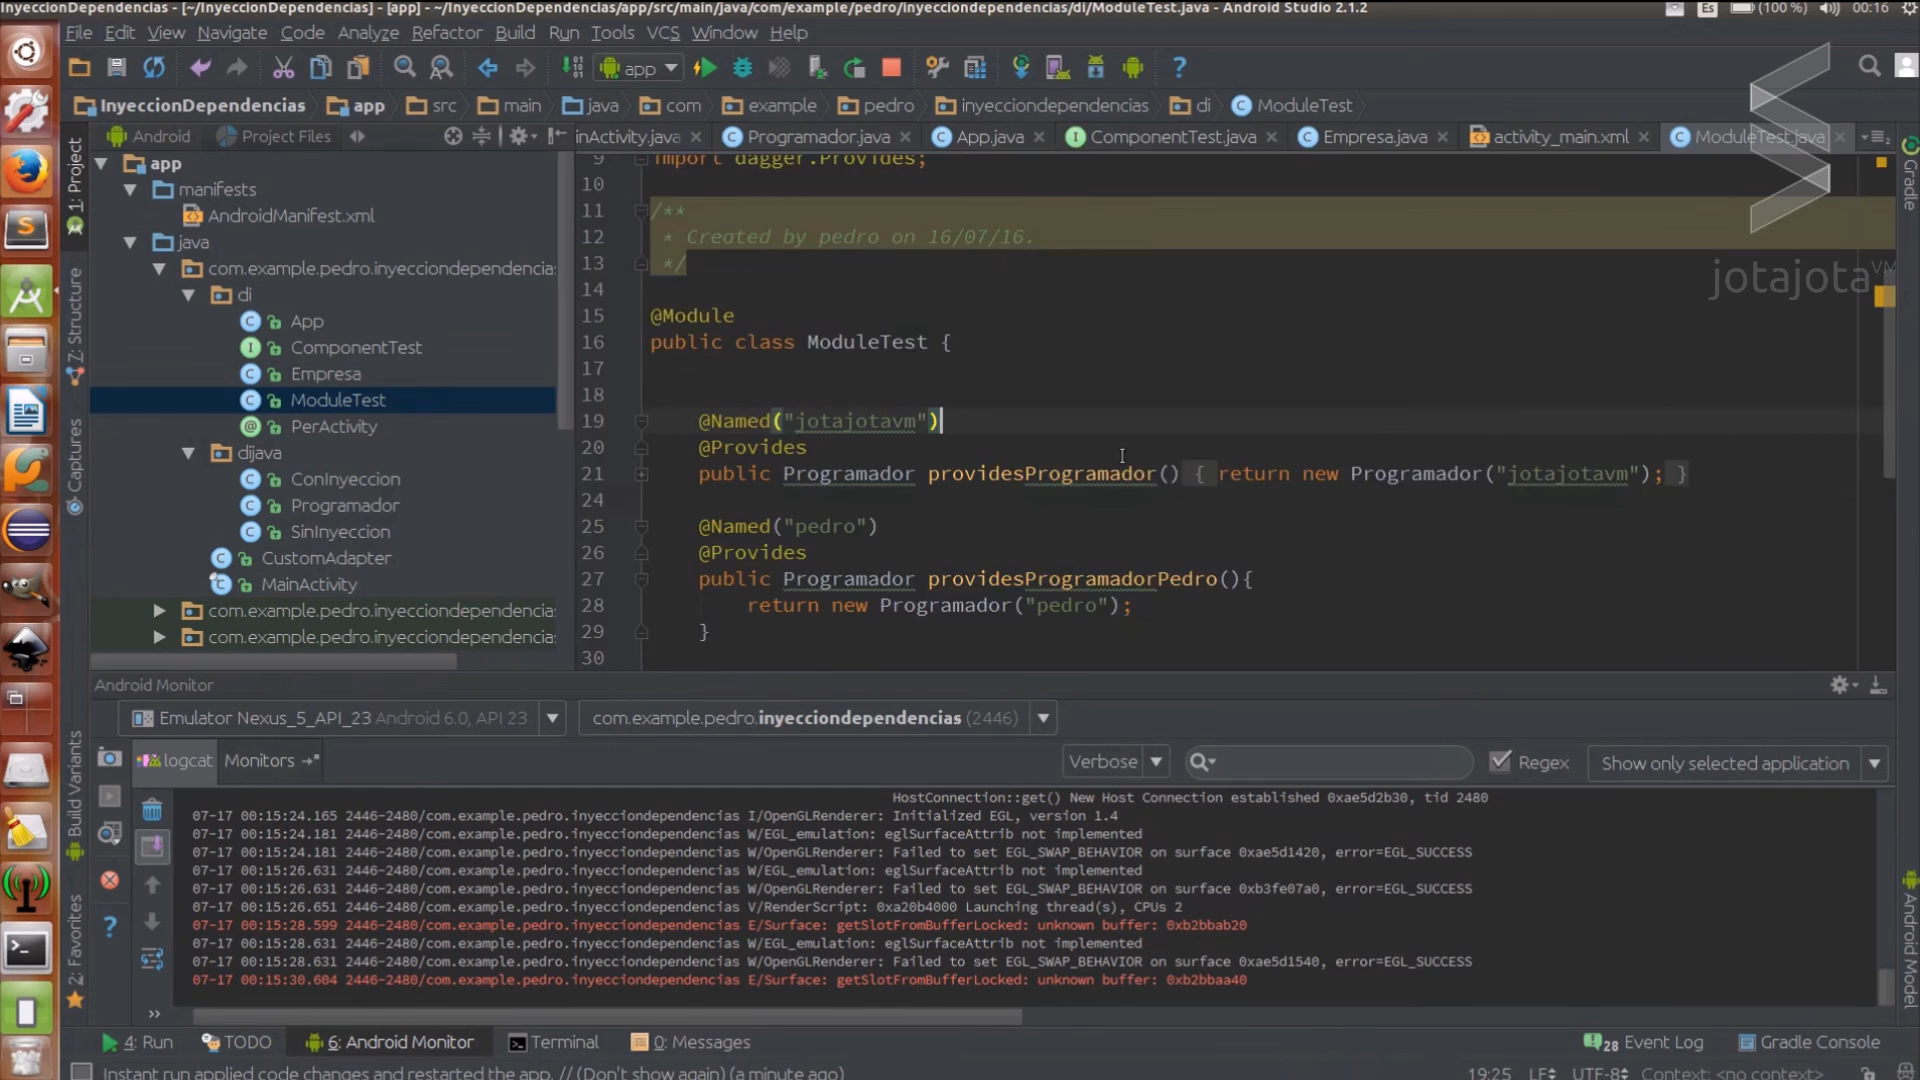 InyeccionDependencias - [~/InyeccionDependencias] - [app] - ~/InyeccionDependencias/app/src/main/java/com/example/pedro/inyecciondependencias/di/ModuleTest.java - Android Studio 2.1.2
Es (100 %) 00:16
File Edit View Navigate Code Analyze Refactor Build Run Tools VCS Window Help
app
InyeccionDependencias app src main java com example pedro inyecciondependencias di ModuleTest
Android Project Files
inActivity.java Programador.java App.java ComponentTest.java Empresa.java activity_main.xml ModuleTest.java
1: Project
Z: Structure
Captures
Build Variants
2: Favorites
Gradle
Android Model
jotajota VM
app
manifests
AndroidManifest.xml
java
com.example.pedro.inyecciondependencia
di
App
ComponentTest
Empresa
ModuleTest
PerActivity
dijava
ConInyeccion
Programador
SinInyeccion
CustomAdapter
MainActivity
com.example.pedro.inyecciondependencia
com.example.pedro.inyecciondependencia
9 import dagger.Provides;
10
11 /**
12 * Created by pedro on 16/07/16.
13 */
14
15 @Module
16 public class ModuleTest {
17
18
19 @Named("jotajotavm")
20 @Provides
21 public Programador providesProgramador() { return new Programador("jotajotavm"); }
24
25 @Named("pedro")
26 @Provides
27 public Programador providesProgramadorPedro(){
28 return new Programador("pedro");
29 }
30
Android Monitor
Emulator Nexus_5_API_23 Android 6.0, API 23
com.example.pedro.inyecciondependencias (2446)
logcat Monitors
Verbose Regex Show only selected application
HostConnection::get() New Host Connection established 0xae5d2b30, tid 2480
07-17 00:15:24.165 2446-2480/com.example.pedro.inyecciondependencias I/OpenGLRenderer: Initialized EGL, version 1.4
07-17 00:15:24.181 2446-2480/com.example.pedro.inyecciondependencias W/EGL_emulation: eglSurfaceAttrib not implemented
07-17 00:15:24.181 2446-2480/com.example.pedro.inyecciondependencias W/OpenGLRenderer: Failed to set EGL_SWAP_BEHAVIOR on surface 0xae5d1420, error=EGL_SUCCESS
07-17 00:15:26.631 2446-2480/com.example.pedro.inyecciondependencias W/EGL_emulation: eglSurfaceAttrib not implemented
07-17 00:15:26.631 2446-2480/com.example.pedro.inyecciondependencias W/OpenGLRenderer: Failed to set EGL_SWAP_BEHAVIOR on surface 0xb3fe07a0, error=EGL_SUCCESS
07-17 00:15:26.651 2446-2480/com.example.pedro.inyecciondependencias V/RenderScript: 0xa20b4000 Launching thread(s), CPUs 2
07-17 00:15:28.599 2446-2480/com.example.pedro.inyecciondependencias E/Surface: getSlotFromBufferLocked: unknown buffer: 0xb2bbab20
07-17 00:15:28.631 2446-2480/com.example.pedro.inyecciondependencias W/EGL_emulation: eglSurfaceAttrib not implemented
07-17 00:15:28.631 2446-2480/com.example.pedro.inyecciondependencias W/OpenGLRenderer: Failed to set EGL_SWAP_BEHAVIOR on surface 0xae5d1540, error=EGL_SUCCESS
07-17 00:15:30.604 2446-2480/com.example.pedro.inyecciondependencias E/Surface: getSlotFromBufferLocked: unknown buffer: 0xb2bbaa40
4: Run TODO 6: Android Monitor Terminal 0: Messages 28 Event Log Gradle Console
Instant run applied code changes and restarted the app. // (Don't show again) (a minute ago) 19:25 LF UTF-8 Context: <no context>